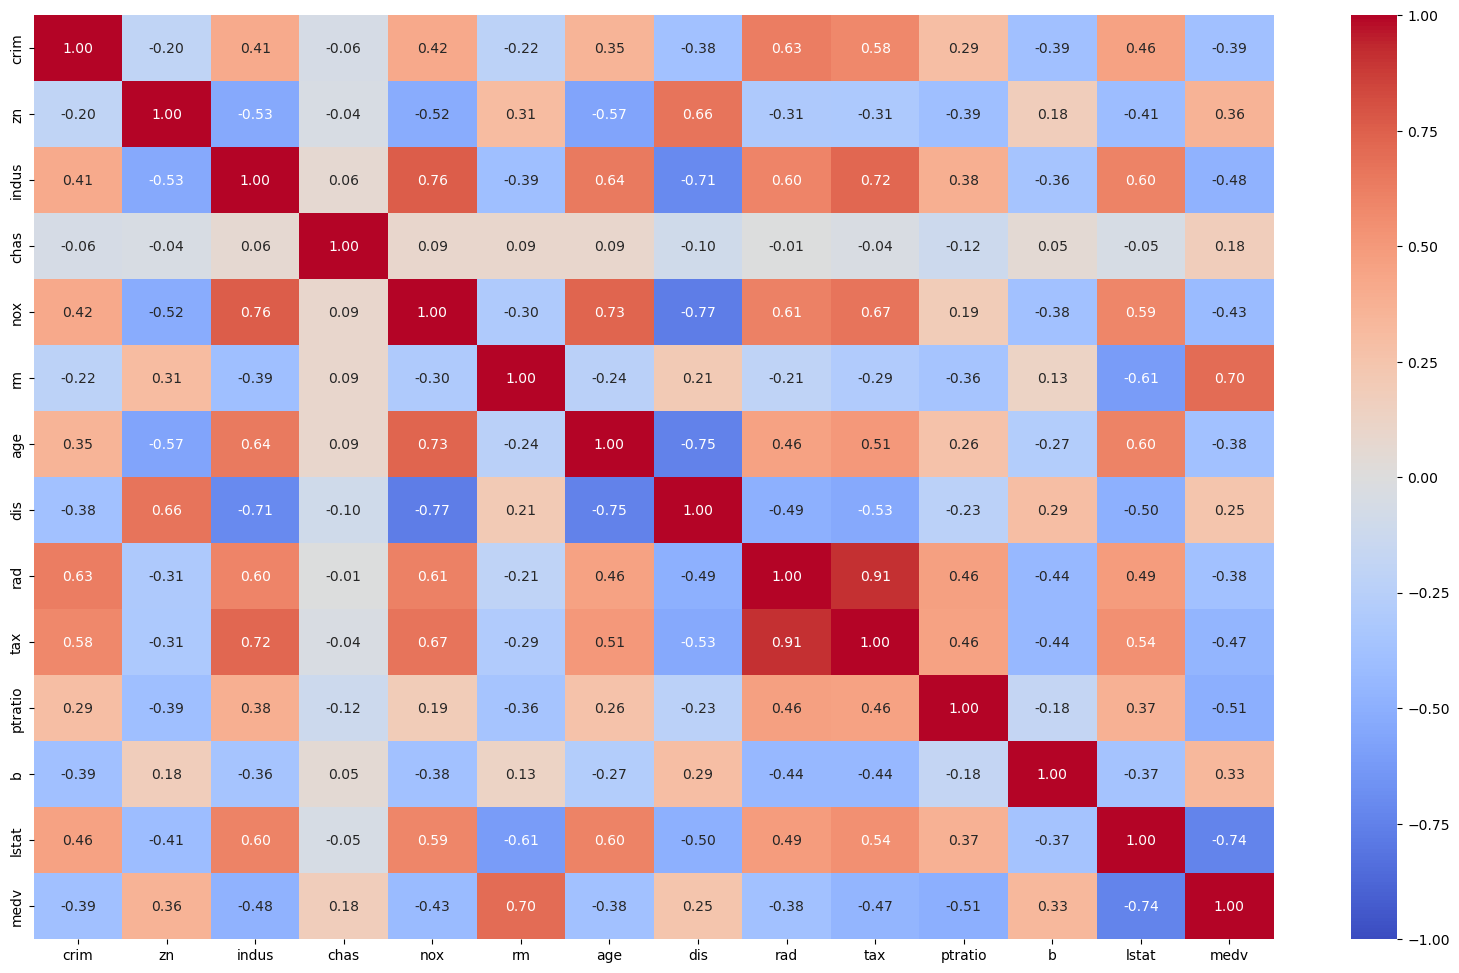 crim 1.00 -0.20 0.41 -0.06 0.42 -0.22 0.35 -0.38 0.63 0.58 0.29 -0.39 0.46 -0.39
zn -0.20 1.00 -0.53 -0.04 -0.52 0.31 -0.57 0.66 -0.31 -0.31 -0.39 0.18 -0.41 0.36
indus 0.41 -0.53 1.00 0.06 0.76 -0.39 0.64 -0.71 0.60 0.72 0.38 -0.36 0.60 -0.48
chas -0.06 -0.04 0.06 1.00 0.09 0.09 0.09 -0.10 -0.01 -0.04 -0.12 0.05 -0.05 0.18
nox 0.42 -0.52 0.76 0.09 1.00 -0.30 0.73 -0.77 0.61 0.67 0.19 -0.38 0.59 -0.43
rm -0.22 0.31 -0.39 0.09 -0.30 1.00 -0.24 0.21 -0.21 -0.29 -0.36 0.13 -0.61 0.70
age 0.35 -0.57 0.64 0.09 0.73 -0.24 1.00 -0.75 0.46 0.51 0.26 -0.27 0.60 -0.38
dis -0.38 0.66 -0.71 -0.10 -0.77 0.21 -0.75 1.00 -0.49 -0.53 -0.23 0.29 -0.50 0.25
rad 0.63 -0.31 0.60 -0.01 0.61 -0.21 0.46 -0.49 1.00 0.91 0.46 -0.44 0.49 -0.38
tax 0.58 -0.31 0.72 -0.04 0.67 -0.29 0.51 -0.53 0.91 1.00 0.46 -0.44 0.54 -0.47
ptratio 0.29 -0.39 0.38 -0.12 0.19 -0.36 0.26 -0.23 0.46 0.46 1.00 -0.18 0.37 -0.51
b -0.39 0.18 -0.36 0.05 -0.38 0.13 -0.27 0.29 -0.44 -0.44 -0.18 1.00 -0.37 0.33
lstat 0.46 -0.41 0.60 -0.05 0.59 -0.61 0.60 -0.50 0.49 0.54 0.37 -0.37 1.00 -0.74
medv -0.39 0.36 -0.48 0.18 -0.43 0.70 -0.38 0.25 -0.38 -0.47 -0.51 0.33 -0.74 1.00
crim zn indus chas nox rm age dis rad tax ptratio b lstat medv
1.00
0.75
0.50
0.25
0.00
−0.25
−0.50
−0.75
−1.00